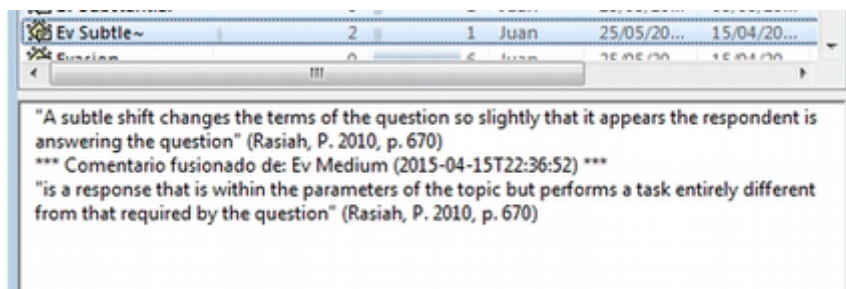 Ev Subtle~ 2 1 Juan 25/05/20... 15/04/20...
"A subtle shift changes the terms of the question so slightly that it appears the respondent is
answering the question" (Rasiah, P. 2010, p. 670)
*** Comentario fusionado de: Ev Medium (2015-04-15T22:36:52) ***
"is a response that is within the parameters of the topic but performs a task entirely different
from that required by the question" (Rasiah, P. 2010, p. 670)